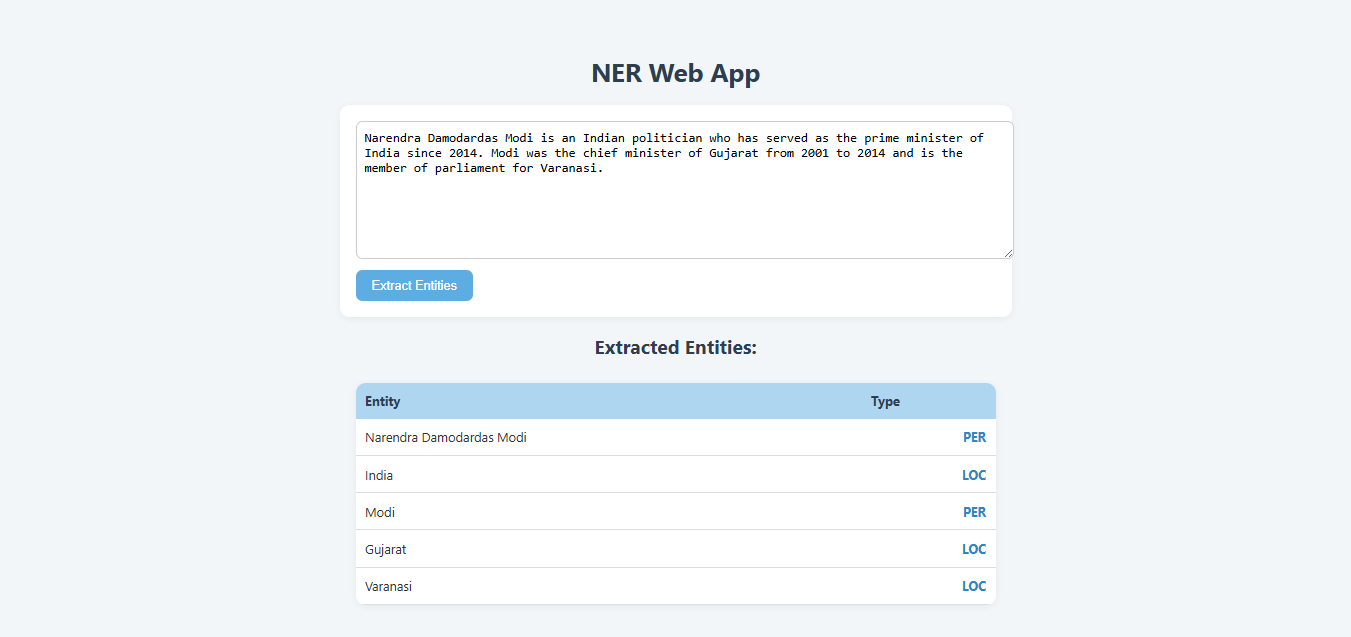 NER Web App
Narendra Damodardas Modi is an Indian politician who has served as the prime minister of
India since 2014. Modi was the chief minister of Gujarat from 2001 to 2014 and is the
member of parliament for Varanasi.
Extract Entities
Extracted Entities:
Entity Type
Narendra Damodardas Modi PER
India LOC
Modi PER
Gujarat LOC
Varanasi LOC